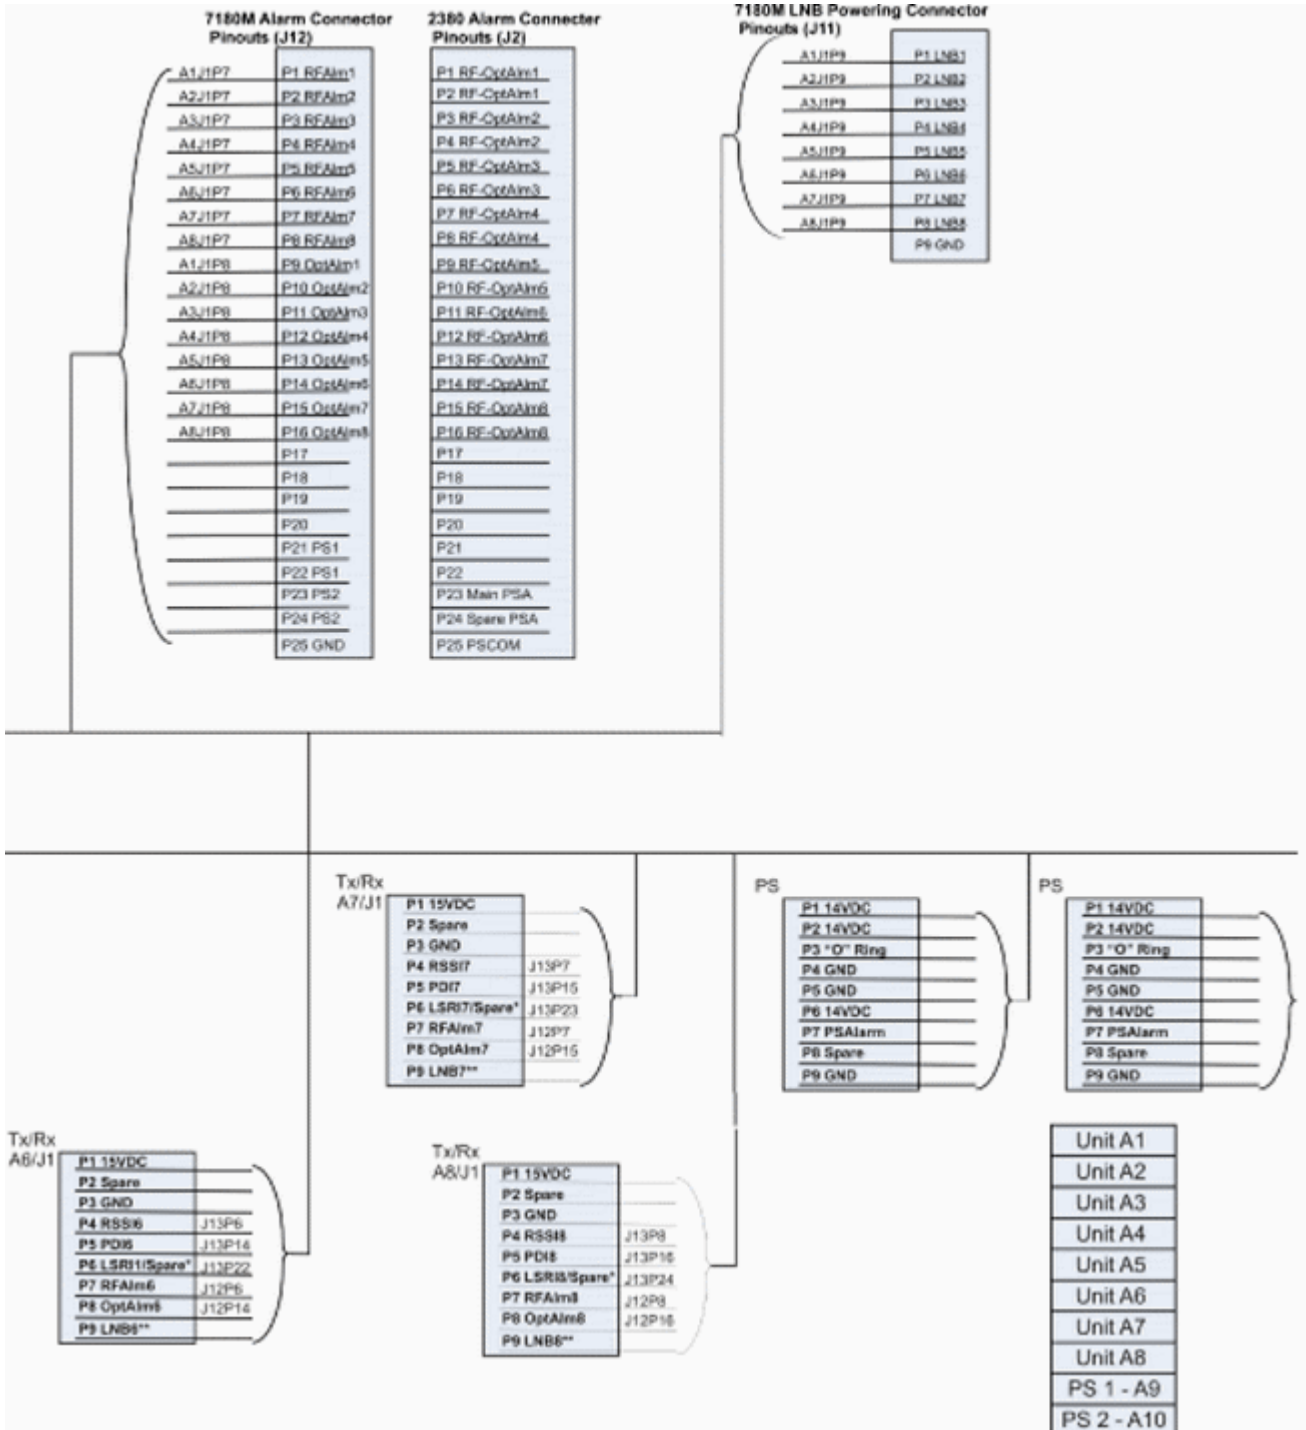 7180M Alarm Connector
Pinouts (J12)
A1J1P7 P1 RFAlm1
A2J1P7 P2 RFAlm2
A3J1P7 P3 RFAlm3
A4J1P7 P4 RFAlm4
A5J1P7 P5 RFAlm5
A6J1P7 P6 RFAlm6
A7J1P7 P7 RFAlm7
A8J1P7 P8 RFAlm8
A1J1P8 P9 OptAlm1
A2J1P8 P10 OptAlm2
A3J1P8 P11 OptAlm3
A4J1P8 P12 OptAlm4
A5J1P8 P13 OptAlm5
A6J1P8 P14 OptAlm6
A7J1P8 P15 OptAlm7
A8J1P8 P16 OptAlm8
P17
P18
P19
P20
P21 PS1
P22 PS1
P23 PS2
P24 PS2
P25 GND
2380 Alarm Connecter
Pinouts (J2)
P1 RF-OptAlm1
P2 RF-OptAlm1
P3 RF-OptAlm2
P4 RF-OptAlm2
P5 RF-OptAlm3
P6 RF-OptAlm3
P7 RF-OptAlm4
P8 RF-OptAlm4
P9 RF-OptAlm5
P10 RF-OptAlm5
P11 RF-OptAlm6
P12 RF-OptAlm6
P13 RF-OptAlm7
P14 RF-OptAlm7
P15 RF-OptAlm8
P16 RF-OptAlm8
P17
P18
P19
P20
P21
P22
P23 Main PSA
P24 Spare PSA
P25 PSCOM
7180M LNB Powering Connector
Pinouts (J11)
A1J1P9 P1 LNB1
A2J1P9 P2 LNB2
A3J1P9 P3 LNB3
A4J1P9 P4 LNB4
A5J1P9 P5 LNB5
A6J1P9 P6 LNB6
A7J1P9 P7 LNB7
A8J1P9 P8 LNB8
P9 GND
Tx/Rx
A7/J1
P1 15VDC
P2 Spare
P3 GND
P4 RSSI7 J13P7
P5 PDI7 J13P15
P6 LSRI7/Spare* J13P23
P7 RFAlm7 J12P7
P8 OptAlm7 J12P15
P9 LNB7**
PS
P1 14VDC
P2 14VDC
P3 "O" Ring
P4 GND
P5 GND
P6 14VDC
P7 PSAlarm
P8 Spare
P9 GND
PS
P1 14VDC
P2 14VDC
P3 "O" Ring
P4 GND
P5 GND
P6 14VDC
P7 PSAlarm
P8 Spare
P9 GND
Tx/Rx
A6/J1
P1 15VDC
P2 Spare
P3 GND
P4 RSSI6 J13P6
P5 PDI6 J13P14
P6 LSRI1/Spare* J13P22
P7 RFAlm6 J12P6
P8 OptAlm6 J12P14
P9 LNB6**
Tx/Rx
A8/J1
P1 15VDC
P2 Spare
P3 GND
P4 RSSI8 J13P8
P5 PDI8 J13P16
P6 LSRI8/Spare* J13P24
P7 RFAlm8 J12P8
P8 OptAlm8 J12P16
P9 LNB8**
Unit A1
Unit A2
Unit A3
Unit A4
Unit A5
Unit A6
Unit A7
Unit A8
PS 1 - A9
PS 2 - A10